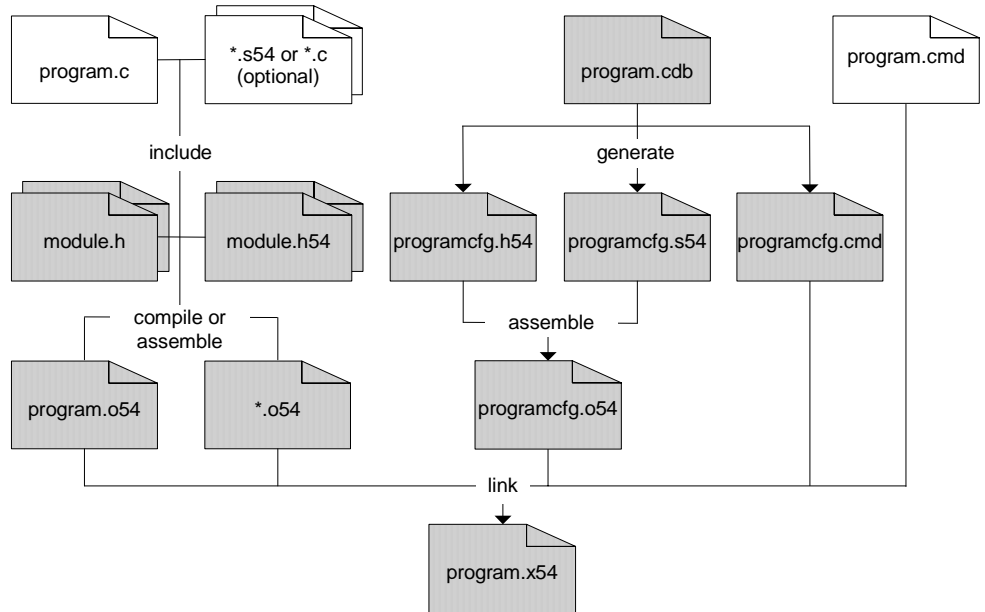 program.c
*.s54 or *.c
(optional)
program.cdb
program.cmd
include
generate
module.h
module.h54
programcfg.h54
programcfg.s54
programcfg.cmd
compile or
assemble
assemble
program.o54
*.o54
programcfg.o54
link
program.x54